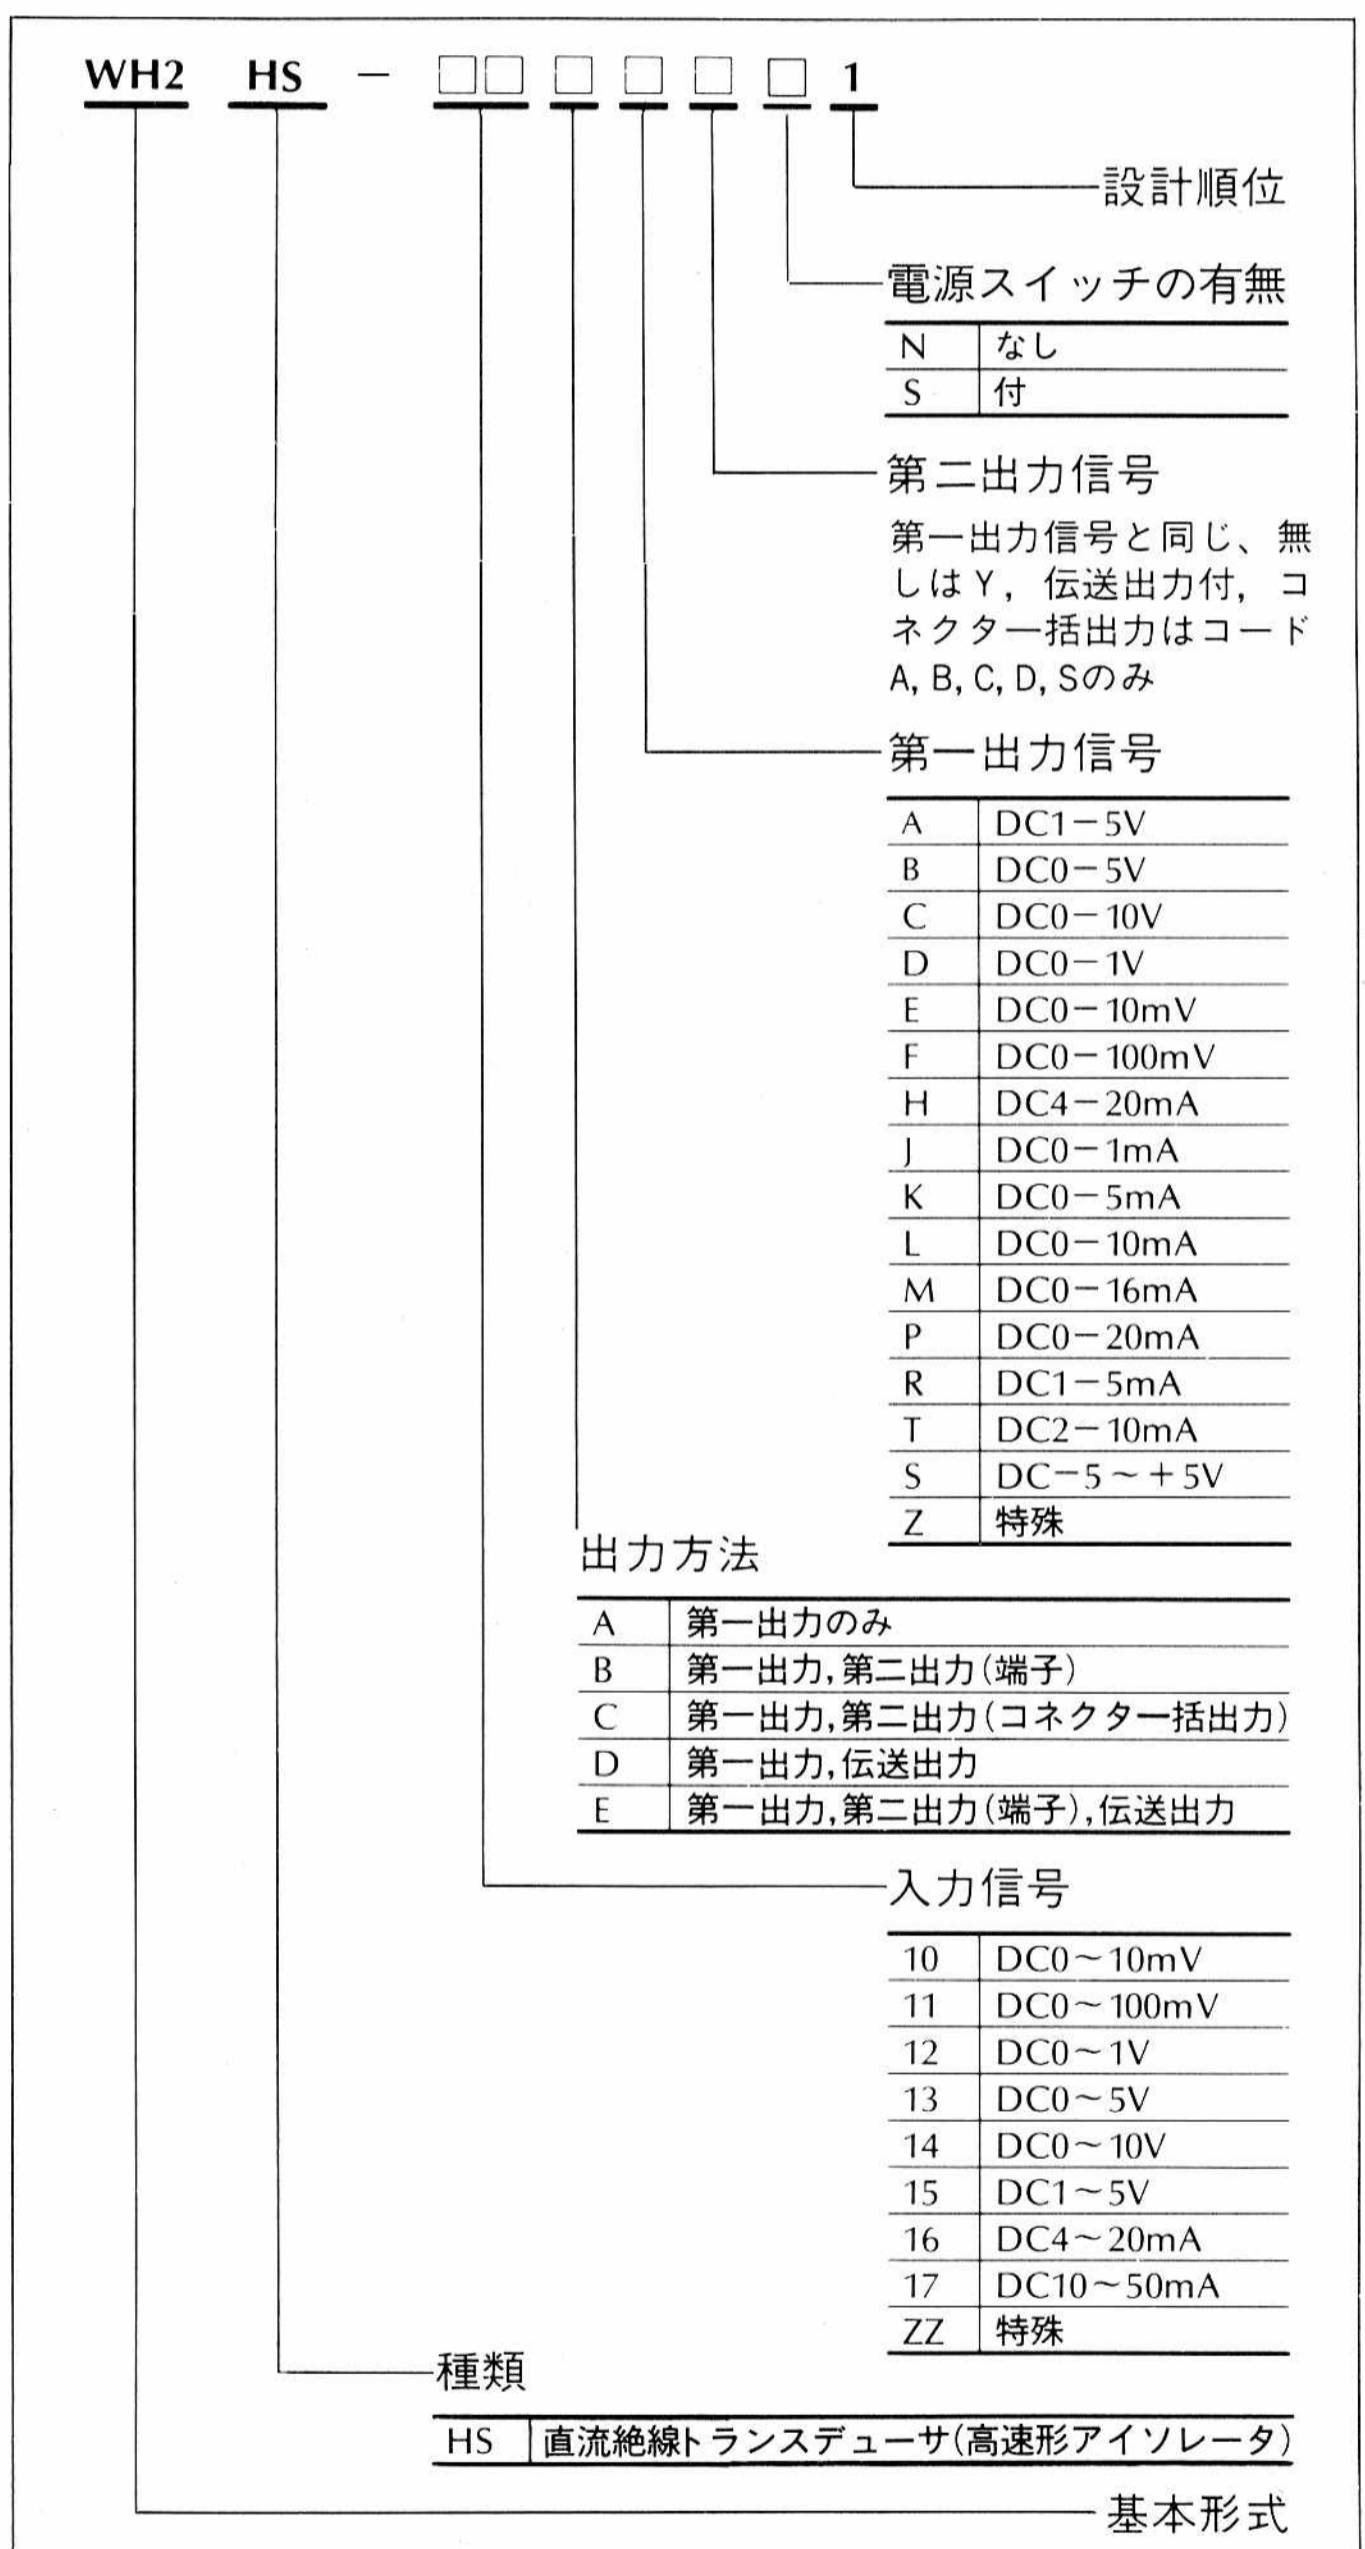 WH2 HS - □□ □ □ □ □ 1
設計順位
電源スイッチの有無
N なし
S 付
第二出力信号
第一出力信号と同じ、無
しはY，伝送出力付，コ
ネクター括出力はコード
A, B, C, D, Sのみ
第一出力信号
A DC1−5V
B DC0−5V
C DC0−10V
D DC0−1V
E DC0−10mV
F DC0−100mV
H DC4−20mA
J DC0−1mA
K DC0−5mA
L DC0−10mA
M DC0−16mA
P DC0−20mA
R DC1−5mA
T DC2−10mA
S DC−5～+5V
Z 特殊
出力方法
A 第一出力のみ
B 第一出力,第二出力(端子)
C 第一出力,第二出力(コネクター括出力)
D 第一出力,伝送出力
E 第一出力,第二出力(端子),伝送出力
入力信号
10 DC0～10mV
11 DC0～100mV
12 DC0～1V
13 DC0～5V
14 DC0～10V
15 DC1～5V
16 DC4～20mA
17 DC10～50mA
ZZ 特殊
種類
HS 直流絶線トランスデューサ(高速形アイソレータ)
基本形式